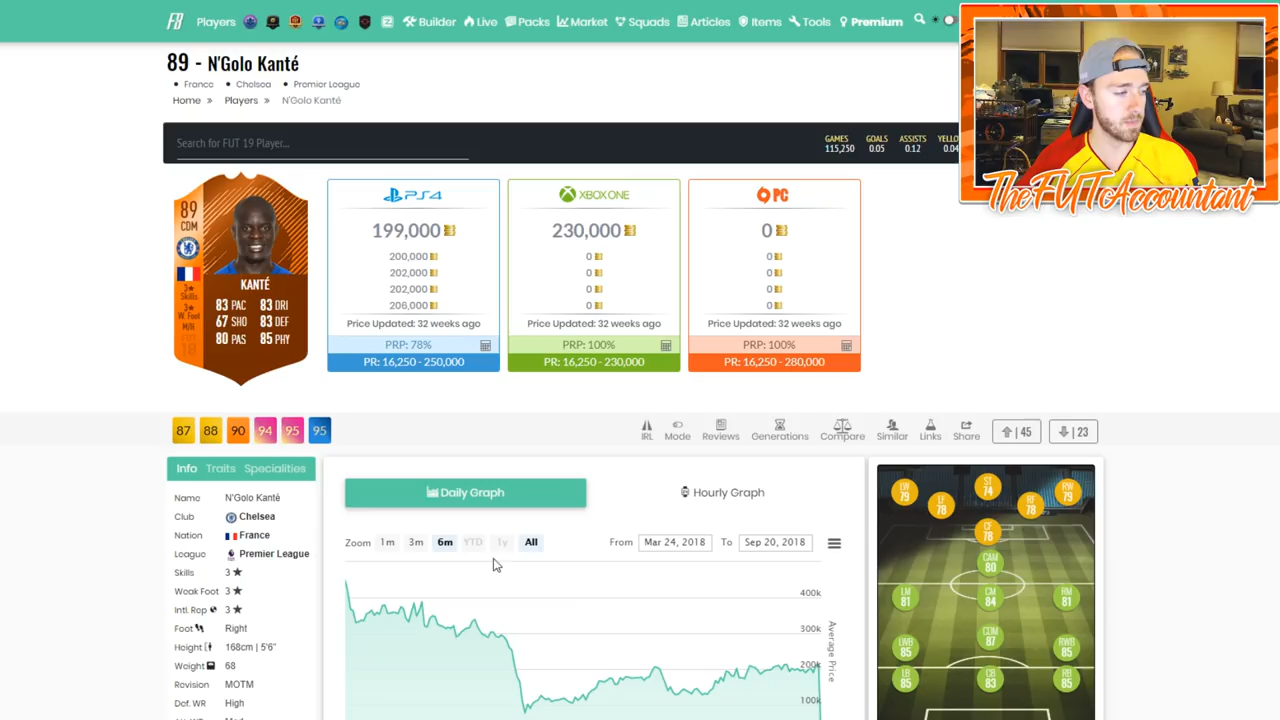 F8 Players Builder Live Packs Market Squads Articles Items Tools Premium
89 - N'Golo Kanté
France Chelsea Premier League
Home » Players » N'Golo Kanté
Search for FUT 19 Player...
GAMES GOALS ASSISTS YELLO
115,250 0.05 0.12 0.04
TheFUTAccountant
89
CDM
3★
Skills
3★
W. Foot
M/H
KANTÉ
83 PAC 83 DRI
67 SHO 83 DEF
80 PAS 85 PHY
PS4
199,000
200,000
202,000
202,000
206,000
Price Updated: 32 weeks ago
PRP: 78%
PR: 16,250 - 250,000
XBOX ONE
230,000
0
0
0
0
Price Updated: 32 weeks ago
PRP: 100%
PR: 16,250 - 230,000
PC
0
0
0
0
0
Price Updated: 32 weeks ago
PRP: 100%
PR: 16,250 - 280,000
87 88 90 94 95 95
IRL Mode Reviews Generations Compare Similar Links Share | 45 | 23
Info Traits Specialities
Name N'Golo Kanté
Club Chelsea
Nation France
League Premier League
Skills 3★
Weak Foot 3★
Intl. Rep 3★
Foot Right
Height 168cm | 5'6"
Weight 68
Revision MOTM
Def. WR High
Daily Graph Hourly Graph
Zoom 1m 3m 6m YTD 1y All From Mar 24, 2018 To Sep 20, 2018
400k
300k
200k
100k
Average Price
LW
79
LF
78
ST
74
RF
78
RW
79
CF
78
CAM
80
LM
81
CM
84
RM
81
CDM
87
LWB
85
RWB
85
LB
85
CB
83
RB
85